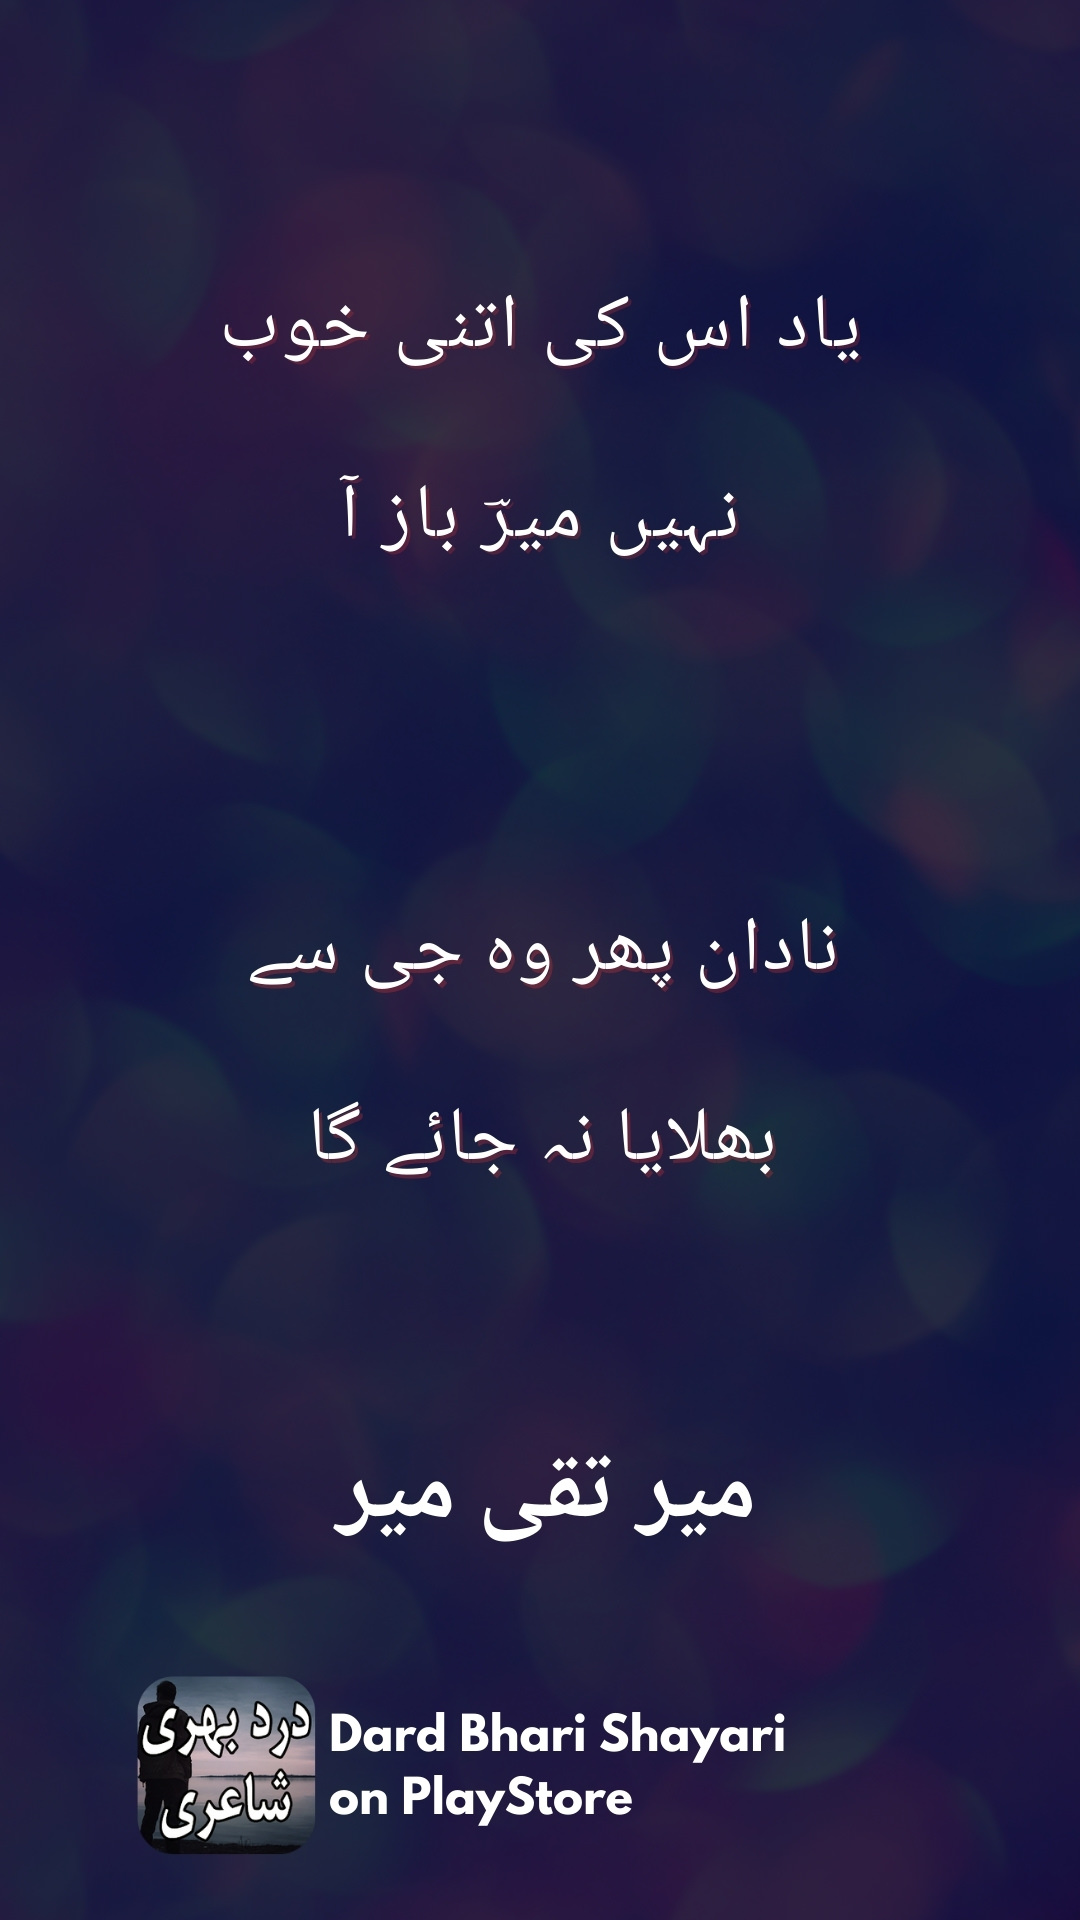 یاد اس کی اتنی خوب
نہیں میرؔ باز آ
نادان پھر وہ جی سے
بھلایا نہ جائے گا
میر تقی میر
درد بھری
شاعری
Dard Bhari Shayari
on PlayStore